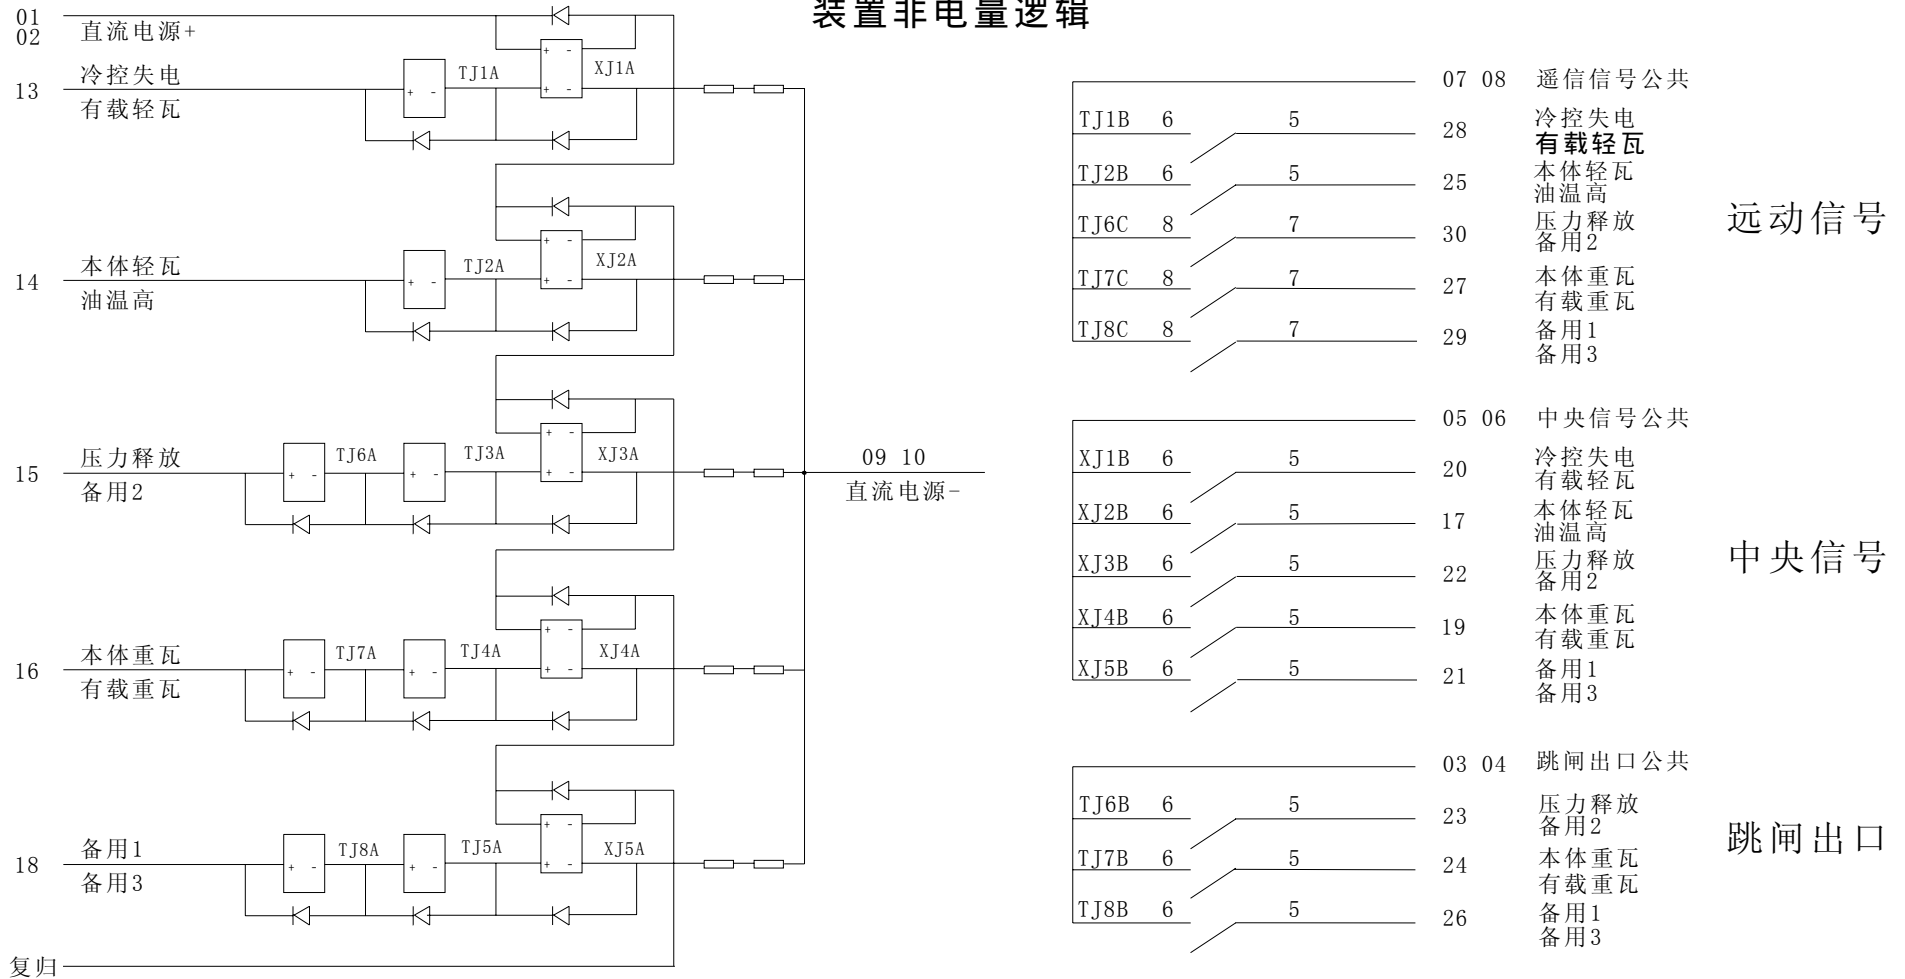 装置非电量逻辑
01
02
直流电源+
+ -
TJ1A
XJ1A
冷控失电
13
有载轻瓦
+ -
+ -
+ -
本体轻瓦
14
油温高
+ -
TJ2A
+ -
XJ2A
+ -
压力释放
15
备用2
+ -
TJ6A
+ -
TJ3A
+ -
XJ3A
+ -
09 10
直流电源-
本体重瓦
16
有载重瓦
+ -
TJ7A
+ -
TJ4A
+ -
XJ4A
+ -
备用1
18
备用3
+ -
TJ8A
+ -
TJ5A
+ -
XJ5A
+ -
复归
07 08 遥信信号公共
TJ1B 6 5 28 冷控失电
有载轻瓦
TJ2B 6 5 25 本体轻瓦
油温高
TJ6C 8 7 30 压力释放
备用2
TJ7C 8 7 27 本体重瓦
有载重瓦
TJ8C 8 7 29 备用1
备用3
远动信号
05 06 中央信号公共
XJ1B 6 5 20 冷控失电
有载轻瓦
XJ2B 6 5 17 本体轻瓦
油温高
XJ3B 6 5 22 压力释放
备用2
XJ4B 6 5 19 本体重瓦
有载重瓦
XJ5B 6 5 21 备用1
备用3
中央信号
03 04 跳闸出口公共
TJ6B 6 5 23 压力释放
备用2
TJ7B 6 5 24 本体重瓦
有载重瓦
TJ8B 6 5 26 备用1
备用3
跳闸出口